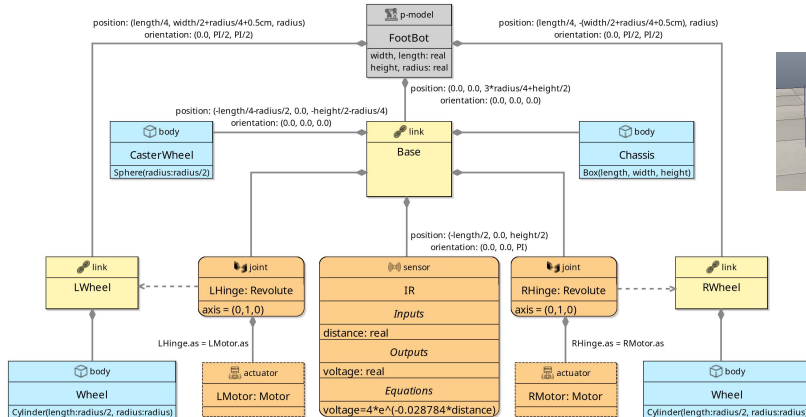 position: (length/4, width/2+radius/4+0.5cm, radius)
orientation: (0.0, PI/2, PI/2)
p-model
FootBot
width, length: real
height, radius: real
position: (length/4, -(width/2+radius/4+0.5cm), radius)
orientation: (0.0, PI/2, PI/2)
position: (0.0, 0.0, 3*radius/4+height/2)
orientation: (0.0, 0.0, 0.0)
position: (-length/4-radius/2, 0.0, -height/2-radius/4)
orientation: (0.0, 0.0, 0.0)
body
CasterWheel
Sphere(radius:radius/2)
link
Base
body
Chassis
Box(length, width, height)
position: (-length/2, 0.0, height/2)
orientation: (0.0, 0.0, PI)
link
LWheel
joint
LHinge: Revolute
axis = (0,1,0)
sensor
IR
Inputs
distance: real
Outputs
voltage: real
Equations
voltage=4*e^(-0.028784*distance)
joint
RHinge: Revolute
axis = (0,1,0)
link
RWheel
LHinge.as = LMotor.as
RHinge.as = RMotor.as
body
Wheel
Cylinder(length:radius/2, radius:radius)
actuator
LMotor: Motor
actuator
RMotor: Motor
body
Wheel
Cylinder(length:radius/2, radius:radius)